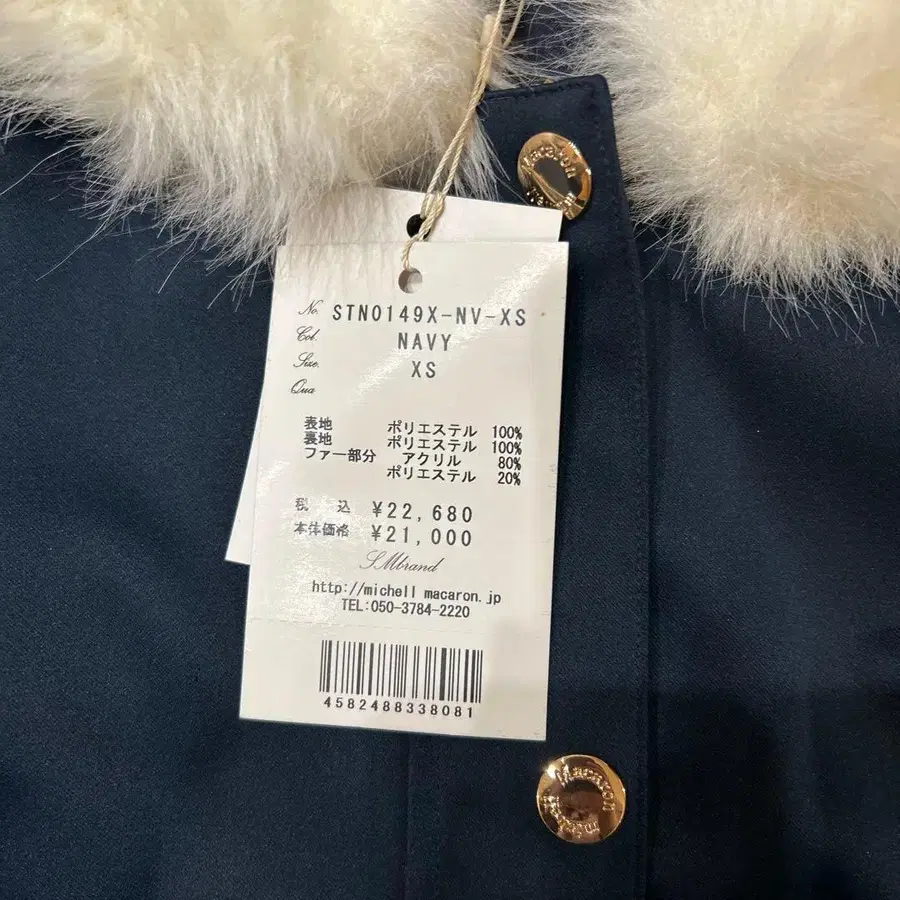 Macaron
No. STN0149X-NV-XS
Col. NAVY
Size. XS
Qua
表地 ポリエステル 100%
裏地 ポリエステル 100%
ファー部分 アクリル 80%
ポリエステル 20%
税 込 ¥22,680
本体価格 ¥21,000
SMbrand
http://michell macaron.jp
TEL:050-3784-2220
4582488338081
Macaron